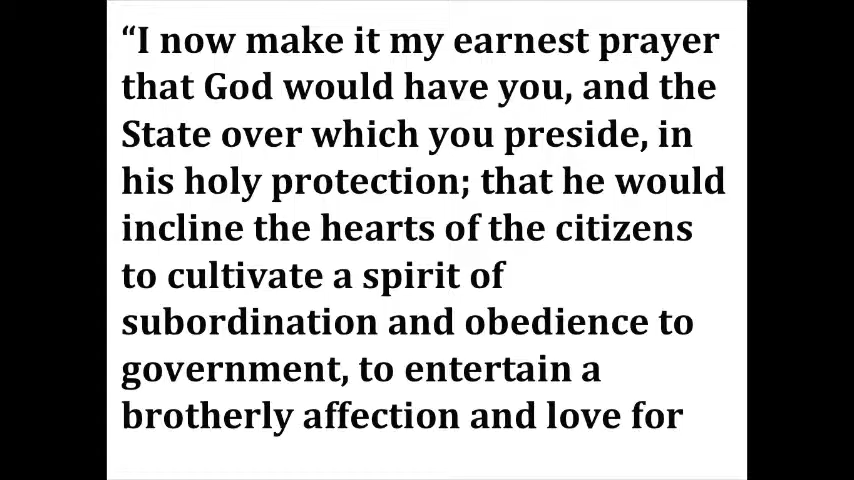 “I now make it my earnest prayer
that God would have you, and the
State over which you preside, in
his holy protection; that he would
incline the hearts of the citizens
to cultivate a spirit of
subordination and obedience to
government, to entertain a
brotherly affection and love for